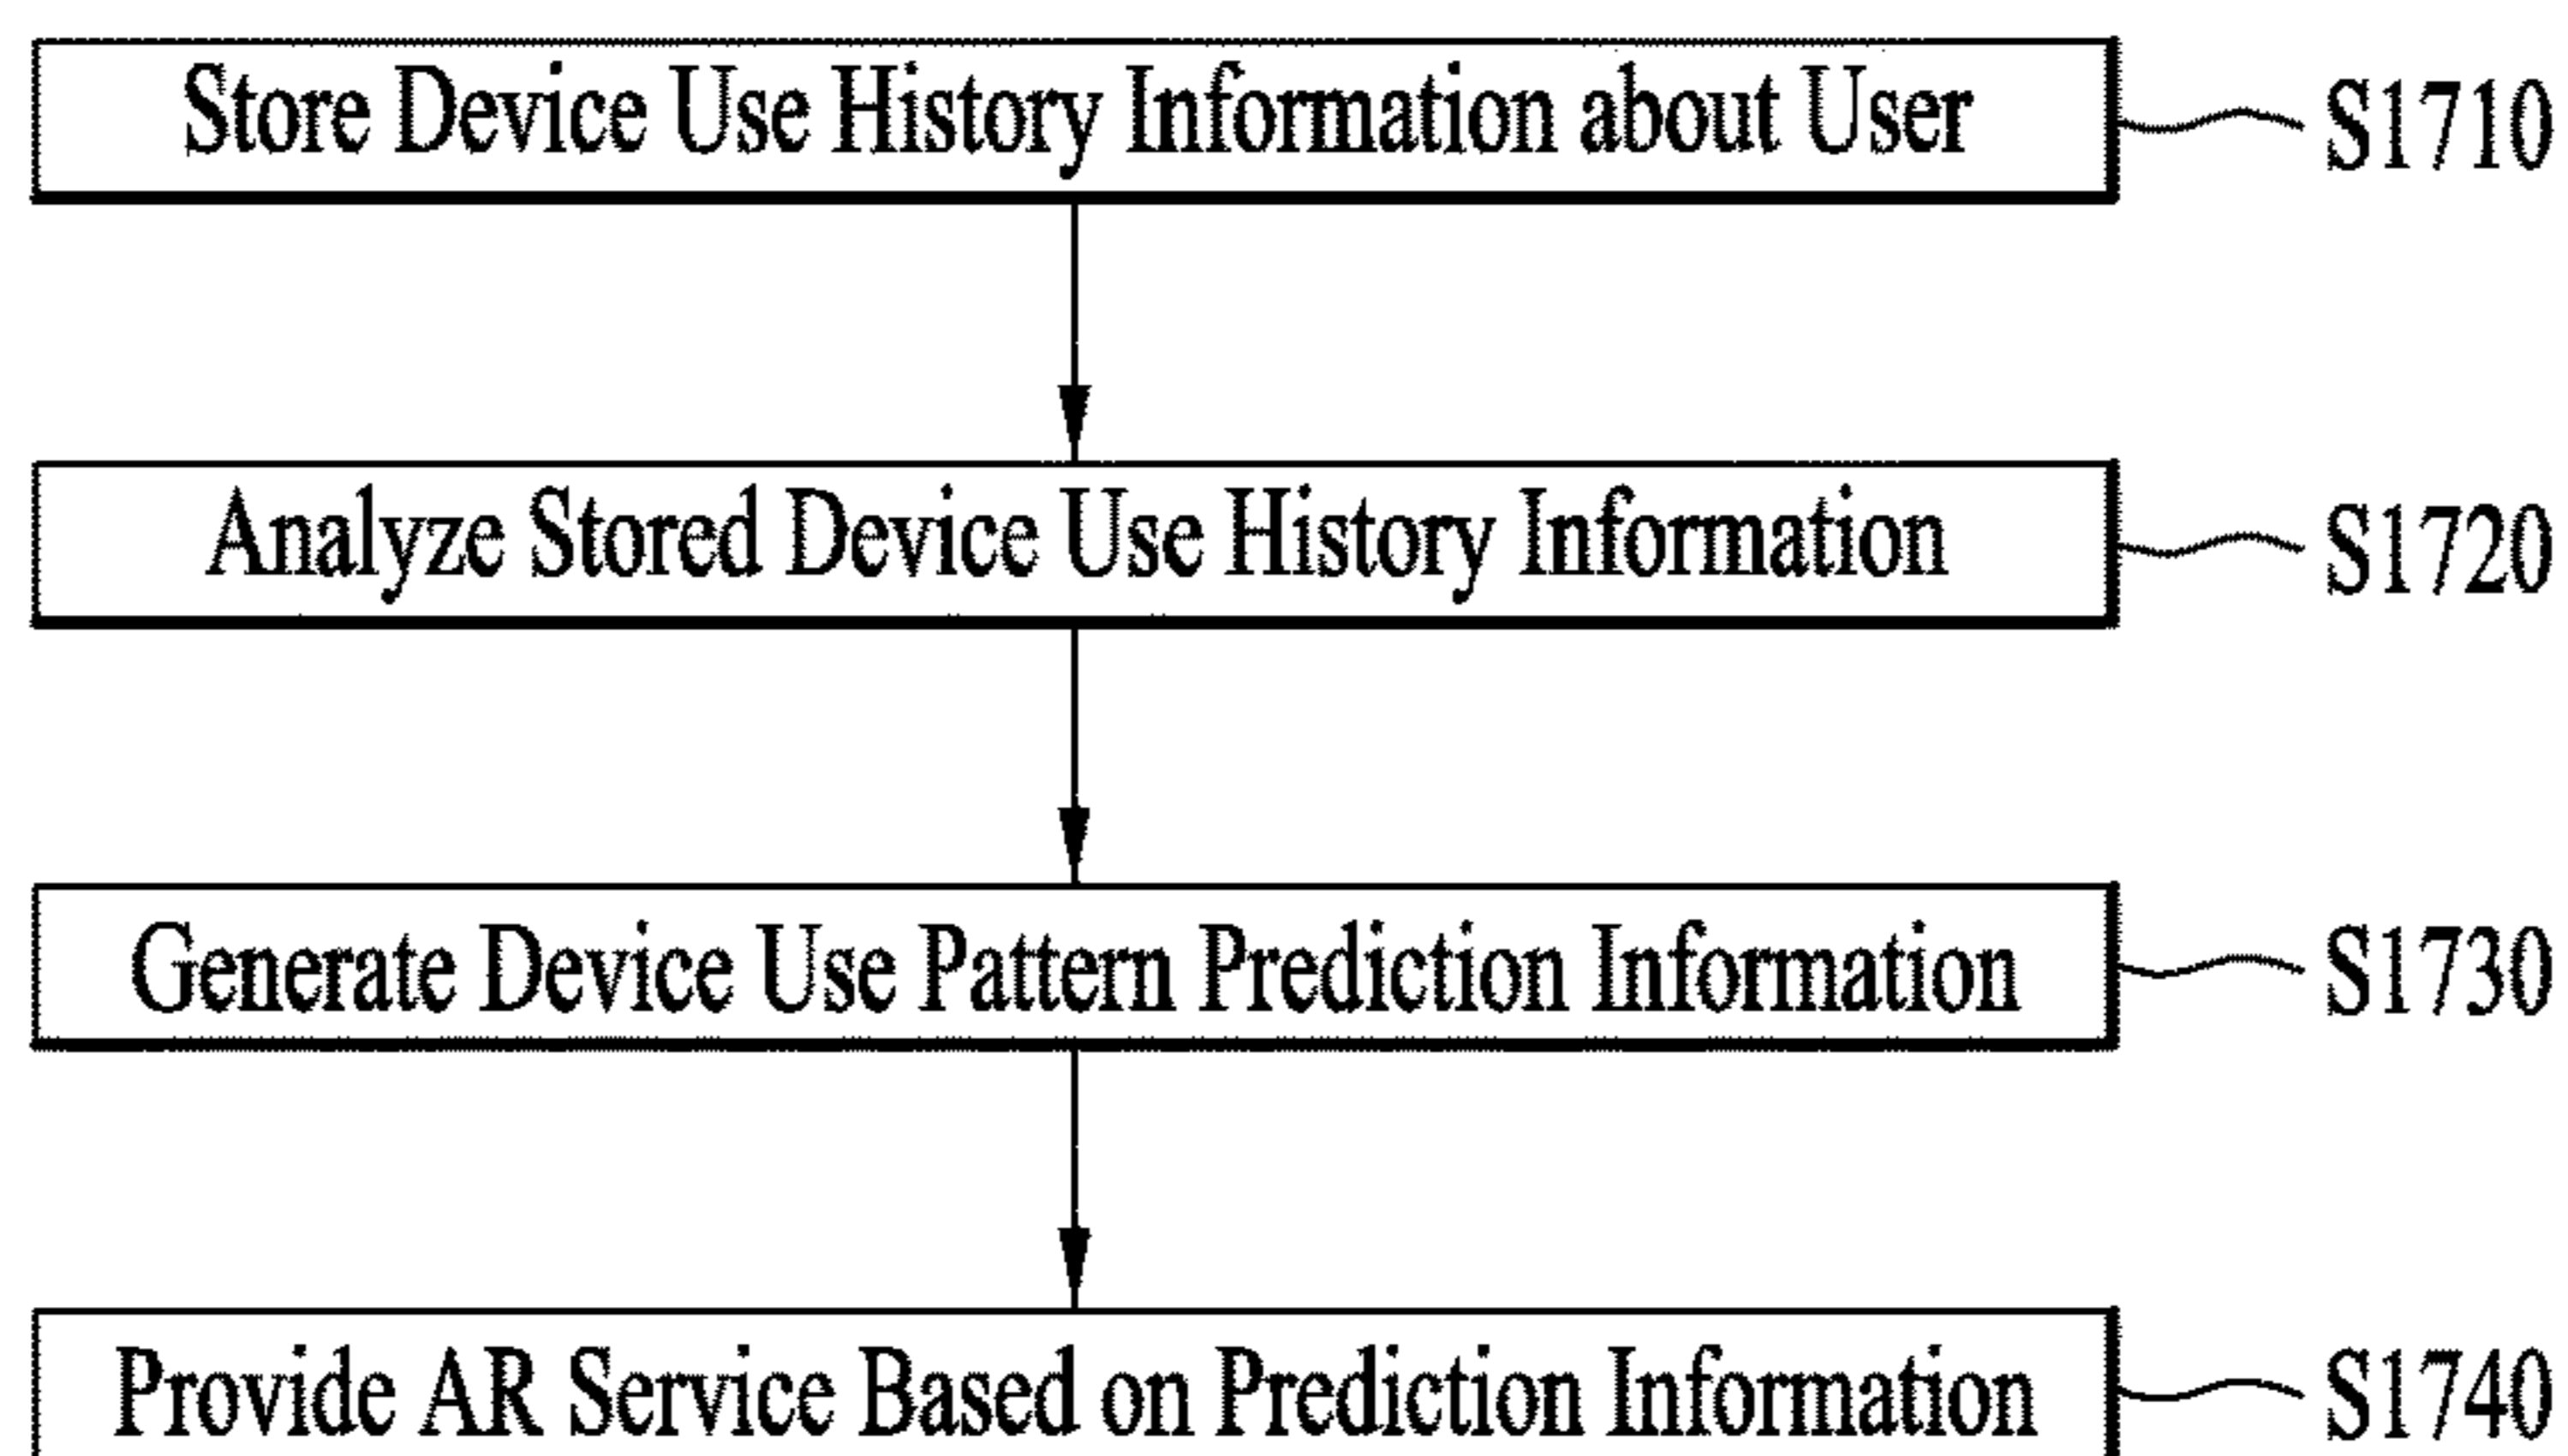 Store Device Use History Information about User S1710
Analyze Stored Device Use History Information S1720
Generate Device Use Pattern Prediction Information S1730
Provide AR Service Based on Prediction Information S1740